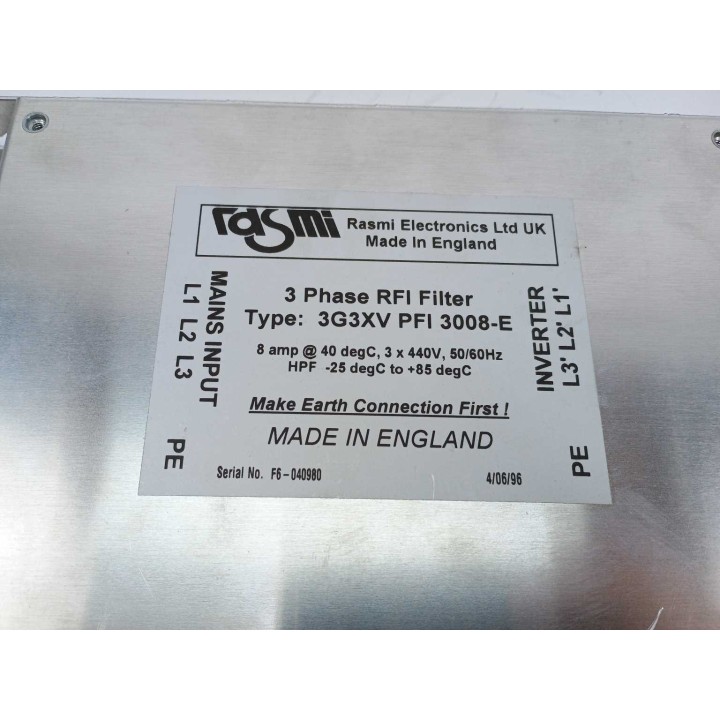 rasmi
Rasmi Electronics Ltd UK
Made In England
MAINS INPUT
L1 L2 L3
PE
3 Phase RFI Filter
Type: 3G3XV PFI 3008-E
8 amp @ 40 degC, 3 x 440V, 50/60Hz
HPF -25 degC to +85 degC
Make Earth Connection First !
MADE IN ENGLAND
Serial No. F6-040980
4/06/96
INVERTER
L3' L2' L1'
PE